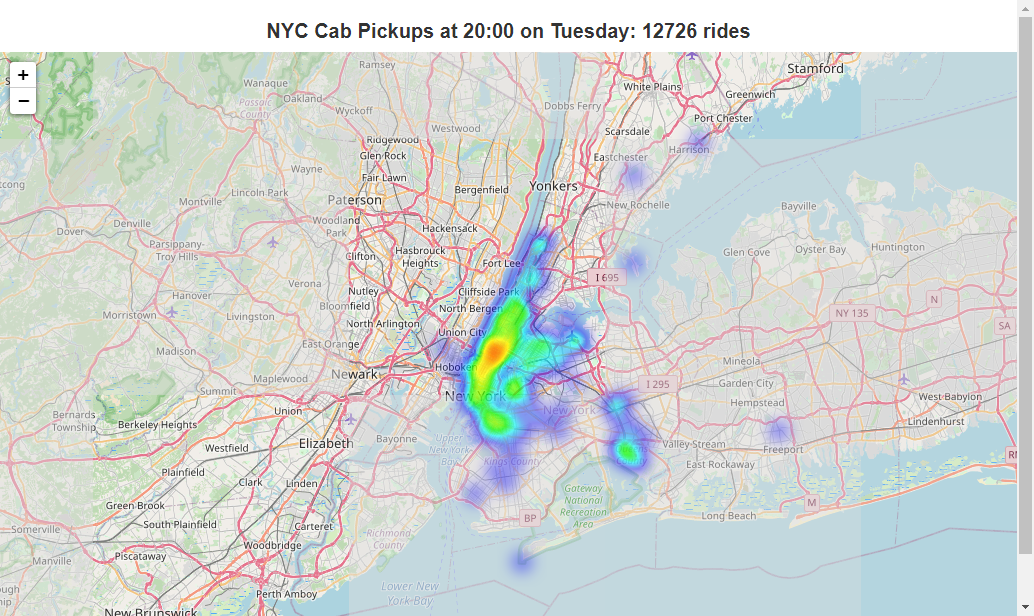 NYC Cab Pickups at 20:00 on Tuesday: 12726 rides
+
−
Ramsey
Stamford
Wanaque
White Plains
Oakland
Greenwich
Passaic
County
Wyckoff
Dobbs Ferry
Port Chester
Westwood
Scarsdale
Ridgewood
Harrison
Glen Rock
Eastchester
Wayne
Fair Lawn
Bergenfield
Yonkers
Lincoln Park
Paterson
Montville
New Rochelle
Bayville
Denville
Woodland
Park
Hackensack
Dover
Parsippany-
Troy Hills
Clifton
Hasbrouck
Heights
Fort Lee
Glen Cove
Oyster Bay
Huntington
I 695
Verona
Nutley
Cliffside Park
Hanover
Bloomfield
North Bergen
N
Morristown
Livingston
North Arlington
Union City
NY 135
SA
East Orange
Madison
Hoboken
Mineola
Newark
Maplewood
I 295
Garden City
Summit
New York
West Babylon
Union
New York
Hempstead
Bernards
Township
Berkeley Heights
Bayonne
Freeport
Lindenhurst
Elizabeth
Upper
New York
Bay
Valley Stream
Westfield
Kings County
East Rockaway
Plainfield
Clark
Linden
Gateway
National
Recreation
Area
M
Green Brook
BP
Long Beach
South Plainfield
Carteret
Somerville
Richmond
County
Woodbridge
Piscataway
Manville
Perth Amboy
Lower New
York Bay
New Brunswick